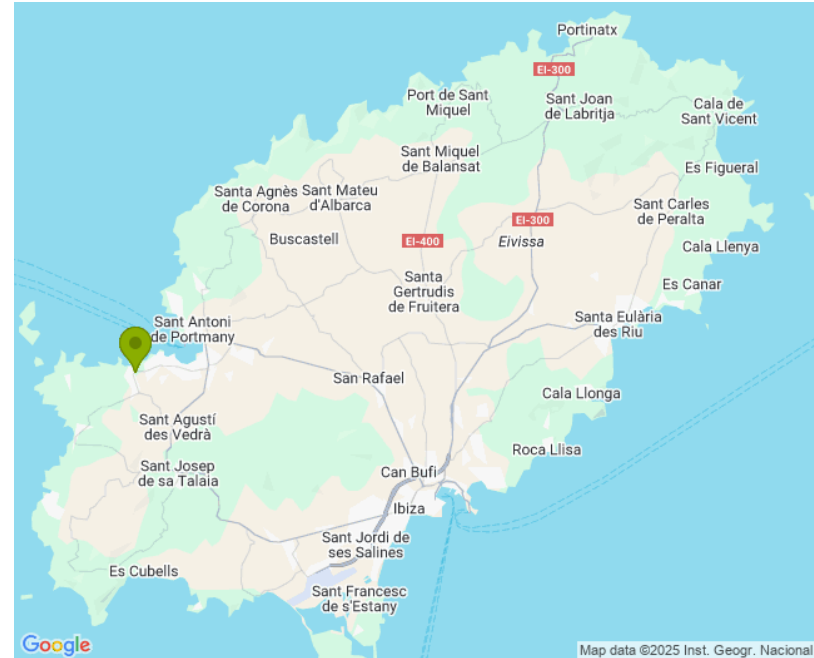 Portinatx
EI-300
Port de Sant
Miquel
Sant Joan
de Labritja
Cala de
Sant Vicent
Sant Miquel
de Balansat
Es Figueral
Santa Agnès
de Corona
Sant Mateu
d'Albarca
Sant Carles
de Peralta
EI-300
Buscastell
EI-400
Eivissa
Cala Llenya
Santa
Gertrudis
de Fruitera
Es Canar
Sant Antoni
de Portmany
Santa Eulària
des Riu
San Rafael
Cala Llonga
Sant Agustí
des Vedrà
Roca Llisa
Sant Josep
de sa Talaia
Can Bufi
Ibiza
Sant Jordi de
ses Salines
Es Cubells
Sant Francesc
de s'Estany
Google
Map data ©2025 Inst. Geogr. Nacional